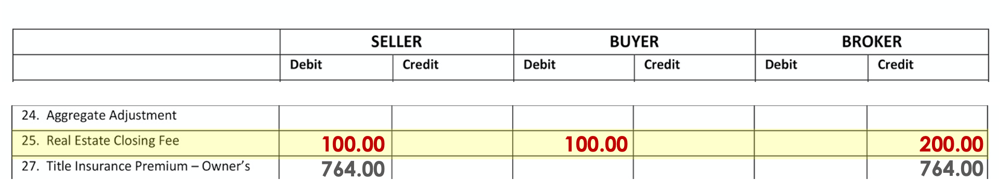 SELLER BUYER BROKER
Debit Credit Debit Credit Debit Credit
24. Aggregate Adjustment
25. Real Estate Closing Fee 100.00 100.00 200.00
27. Title Insurance Premium – Owner’s 764.00 764.00